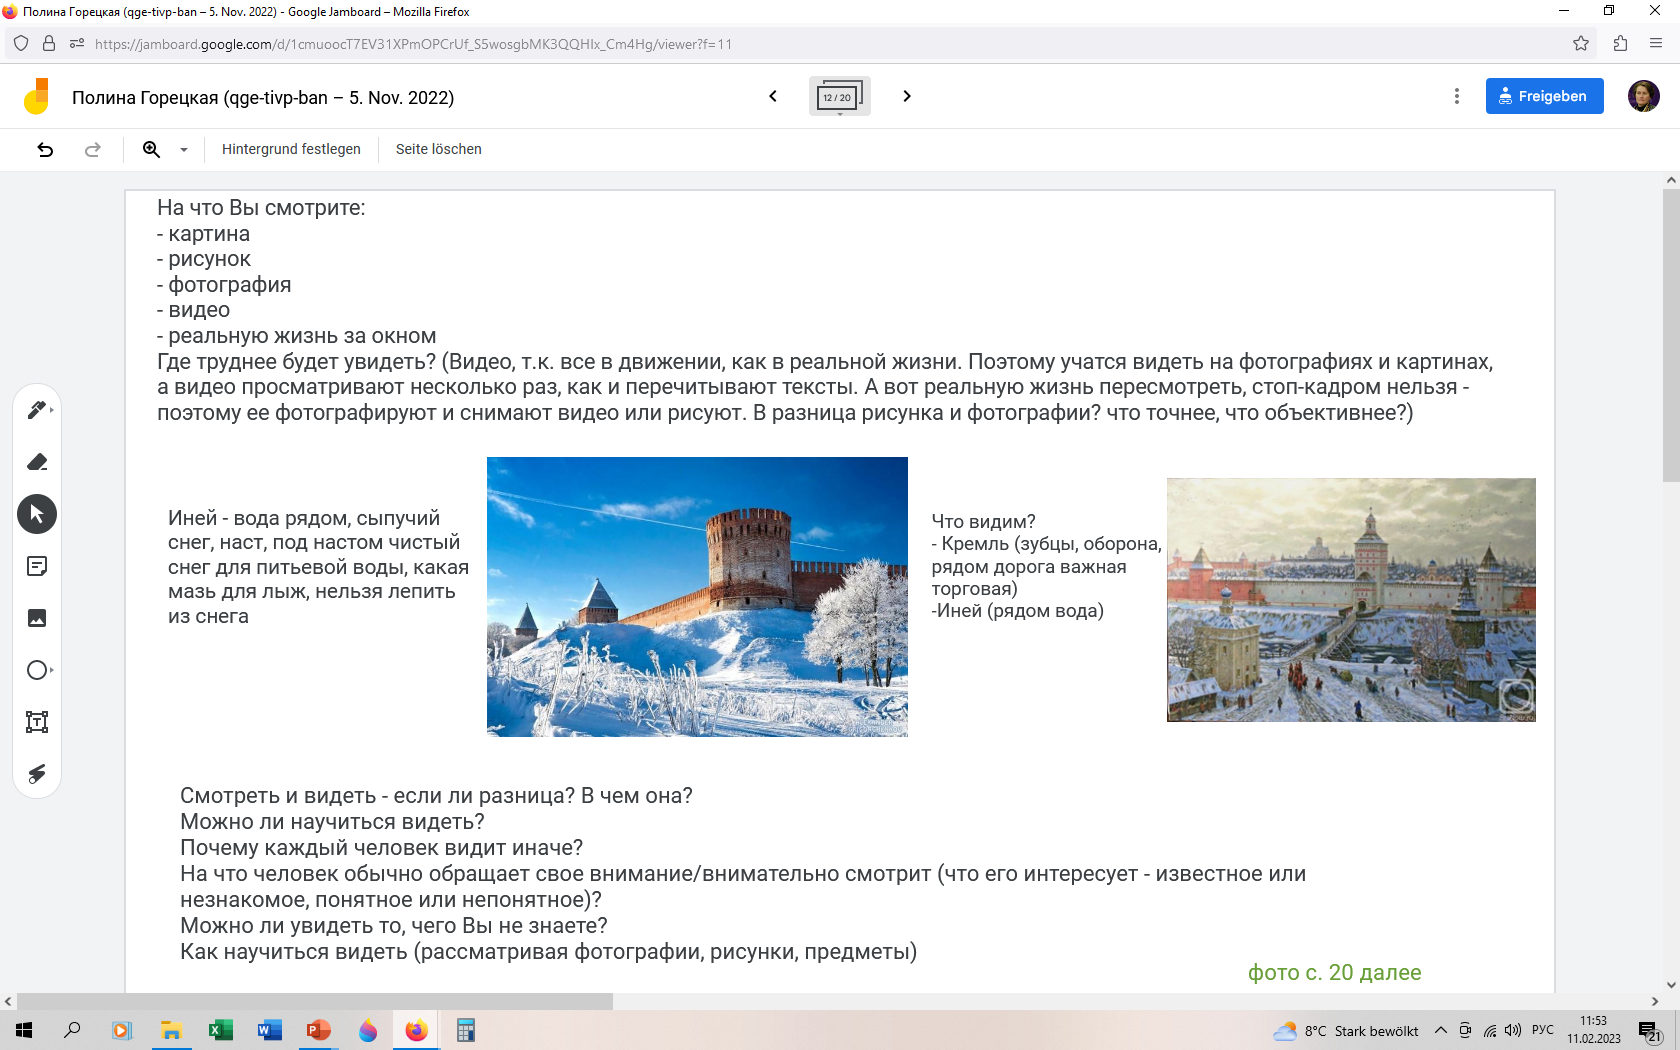 Полина Горецкая (qge-tivp-ban – 5. Nov. 2022) - Google Jamboard – Mozilla Firefox
https://jamboard.google.com/d/1cmuoocT7EV31XPmOPCrUf_S5wosgbMK3QQHIx_Cm4Hg/viewer?f=11
Полина Горецкая (qge-tivp-ban – 5. Nov. 2022)
12 / 20
Freigeben
Hintergrund festlegen
Seite löschen
На что Вы смотрите:
- картина
- рисунок
- фотография
- видео
- реальную жизнь за окном
Где труднее будет увидеть? (Видео, т.к. все в движении, как в реальной жизни. Поэтому учатся видеть на фотографиях и картинах,
а видео просматривают несколько раз, как и перечитывают тексты. А вот реальную жизнь пересмотреть, стоп-кадром нельзя -
поэтому ее фотографируют и снимают видео или рисуют. В разница рисунка и фотографии? что точнее, что объективнее?)
Иней - вода рядом, сыпучий
снег, наст, под настом чистый
снег для питьевой воды, какая
мазь для лыж, нельзя лепить
из снега
Что видим?
- Кремль (зубцы, оборона,
рядом дорога важная
торговая)
-Иней (рядом вода)
Смотреть и видеть - если ли разница? В чем она?
Можно ли научиться видеть?
Почему каждый человек видит иначе?
На что человек обычно обращает свое внимание/внимательно смотрит (что его интересует - известное или
незнакомое, понятное или непонятное)?
Можно ли увидеть то, чего Вы не знаете?
Как научиться видеть (рассматривая фотографии, рисунки, предметы)
фото с. 20 далее
8°C Stark bewölkt
РУС
11:53
11.02.2023
21